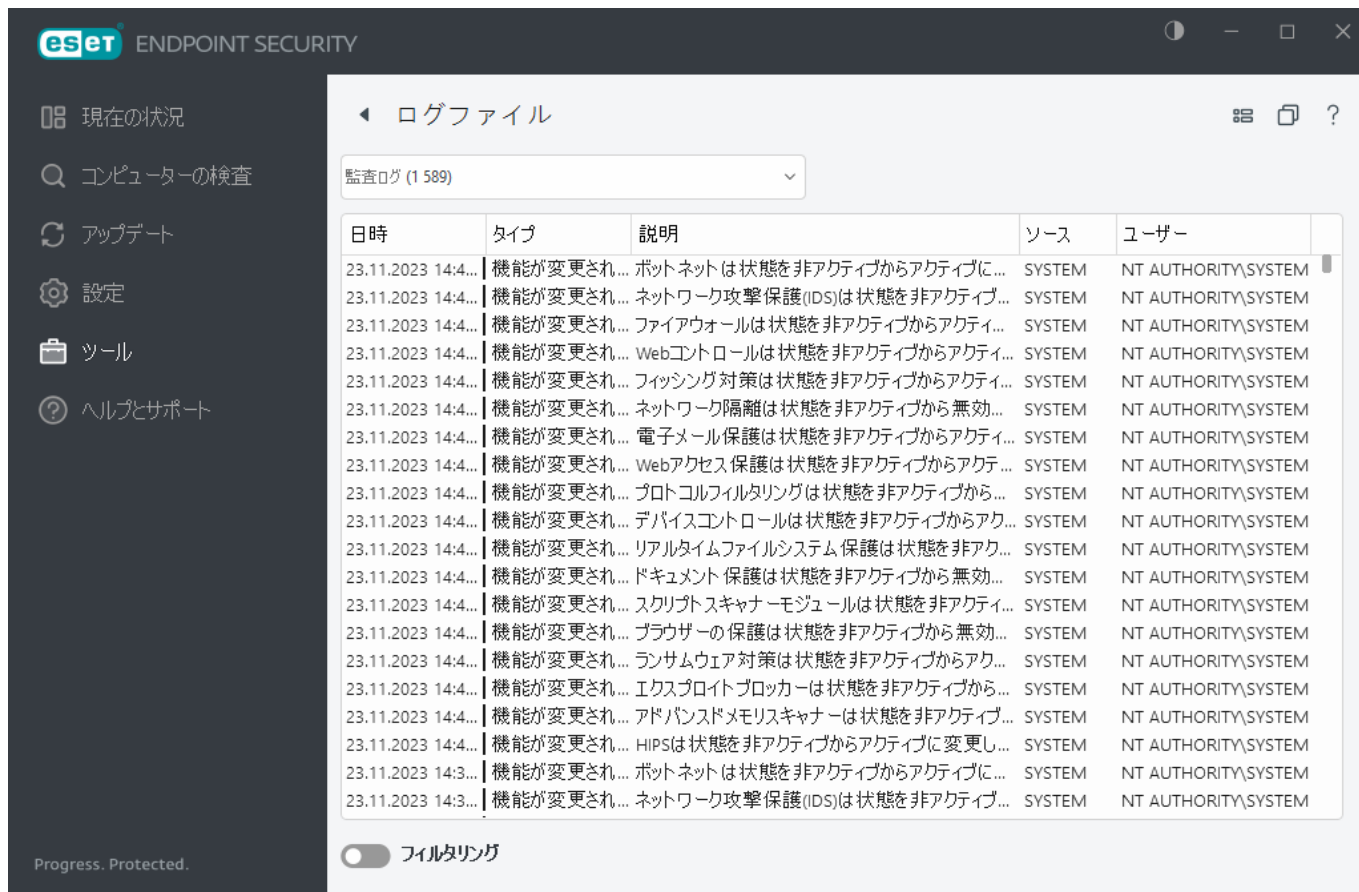 eset ENDPOINT SECURITY
現在の状況
コンピューターの検査
アップデート
設定
ツール
ヘルプとサポート
Progress. Protected.
ログファイル
?
監査ログ (1 589)
日時 タイプ 説明 ソース ユーザー
23.11.2023 14:4... 機能が変更され... ボットネットは状態を非アクティブからアクティブに... SYSTEM NT AUTHORITY\SYSTEM
23.11.2023 14:4... 機能が変更され... ネットワーク攻撃保護(IDS)は状態を非アクティブ... SYSTEM NT AUTHORITY\SYSTEM
23.11.2023 14:4... 機能が変更され... ファイアウォールは状態を非アクティブからアクティ... SYSTEM NT AUTHORITY\SYSTEM
23.11.2023 14:4... 機能が変更され... Webコントロールは状態を非アクティブからアクティ... SYSTEM NT AUTHORITY\SYSTEM
23.11.2023 14:4... 機能が変更され... フィッシング対策は状態を非アクティブからアクティ... SYSTEM NT AUTHORITY\SYSTEM
23.11.2023 14:4... 機能が変更され... ネットワーク隔離は状態を非アクティブから無効... SYSTEM NT AUTHORITY\SYSTEM
23.11.2023 14:4... 機能が変更され... 電子メール保護は状態を非アクティブからアクティ... SYSTEM NT AUTHORITY\SYSTEM
23.11.2023 14:4... 機能が変更され... Webアクセス保護は状態を非アクティブからアクテ... SYSTEM NT AUTHORITY\SYSTEM
23.11.2023 14:4... 機能が変更され... プロトコルフィルタリングは状態を非アクティブから... SYSTEM NT AUTHORITY\SYSTEM
23.11.2023 14:4... 機能が変更され... デバイスコントロールは状態を非アクティブからアク... SYSTEM NT AUTHORITY\SYSTEM
23.11.2023 14:4... 機能が変更され... リアルタイムファイルシステム保護は状態を非アク... SYSTEM NT AUTHORITY\SYSTEM
23.11.2023 14:4... 機能が変更され... ドキュメント保護は状態を非アクティブから無効... SYSTEM NT AUTHORITY\SYSTEM
23.11.2023 14:4... 機能が変更され... スクリプトスキャナーモジュールは状態を非アクティ... SYSTEM NT AUTHORITY\SYSTEM
23.11.2023 14:4... 機能が変更され... ブラウザーの保護は状態を非アクティブから無効... SYSTEM NT AUTHORITY\SYSTEM
23.11.2023 14:4... 機能が変更され... ランサムウェア対策は状態を非アクティブからアク... SYSTEM NT AUTHORITY\SYSTEM
23.11.2023 14:4... 機能が変更され... エクスプロイトブロッカーは状態を非アクティブから... SYSTEM NT AUTHORITY\SYSTEM
23.11.2023 14:4... 機能が変更され... アドバンスドメモリスキャナーは状態を非アクティブ... SYSTEM NT AUTHORITY\SYSTEM
23.11.2023 14:4... 機能が変更され... HIPSは状態を非アクティブからアクティブに変更し... SYSTEM NT AUTHORITY\SYSTEM
23.11.2023 14:3... 機能が変更され... ボットネットは状態を非アクティブからアクティブに... SYSTEM NT AUTHORITY\SYSTEM
23.11.2023 14:3... 機能が変更され... ネットワーク攻撃保護(IDS)は状態を非アクティブ... SYSTEM NT AUTHORITY\SYSTEM
フィルタリング